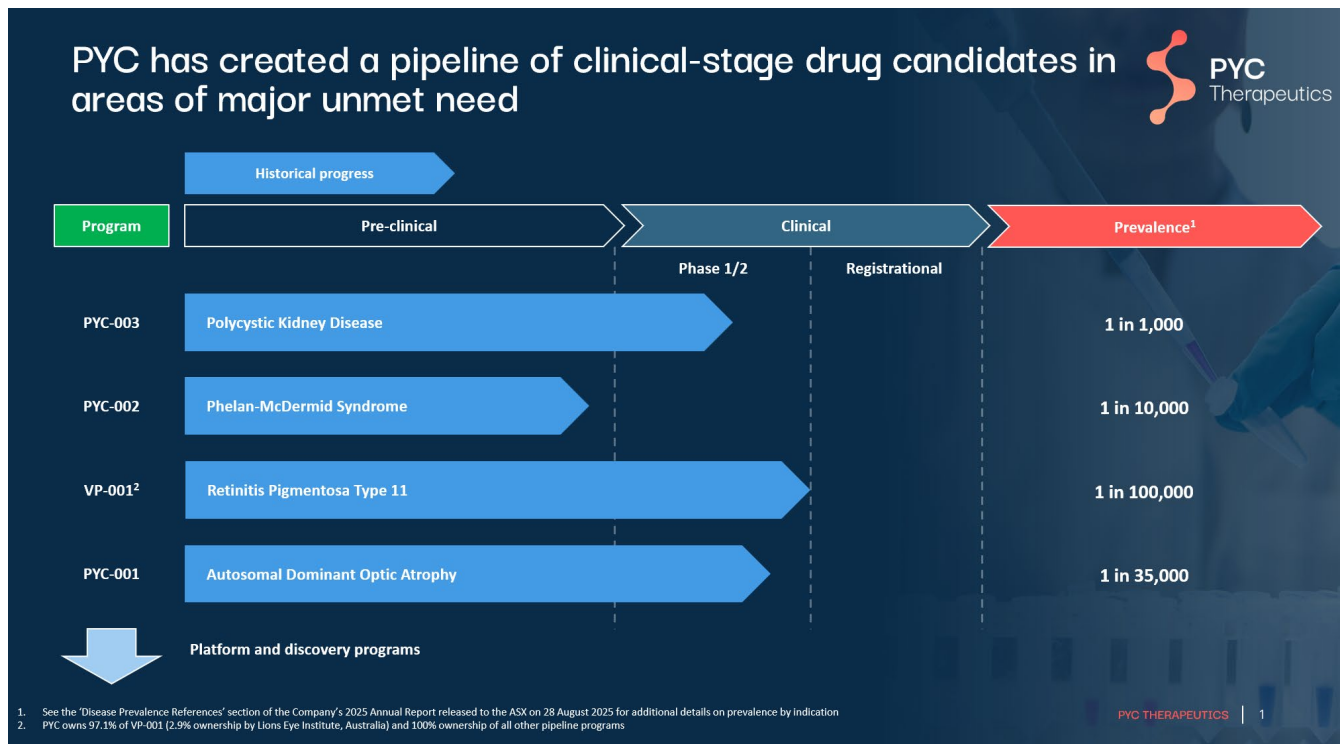 PYC has created a pipeline of clinical-stage drug candidates in
areas of major unmet need
PYC
Therapeutics
Historical progress
Program
Pre-clinical
Clinical
Prevalence¹
Phase 1/2
Registrational
PYC-003
Polycystic Kidney Disease
1 in 1,000
PYC-002
Phelan-McDermid Syndrome
1 in 10,000
VP-001²
Retinitis Pigmentosa Type 11
1 in 100,000
PYC-001
Autosomal Dominant Optic Atrophy
1 in 35,000
Platform and discovery programs
1. See the ‘Disease Prevalence References’ section of the Company’s 2025 Annual Report released to the ASX on 28 August 2025 for additional details on prevalence by indication
2. PYC owns 97.1% of VP-001 (2.9% ownership by Lions Eye Institute, Australia) and 100% ownership of all other pipeline programs
PYC THERAPEUTICS | 1